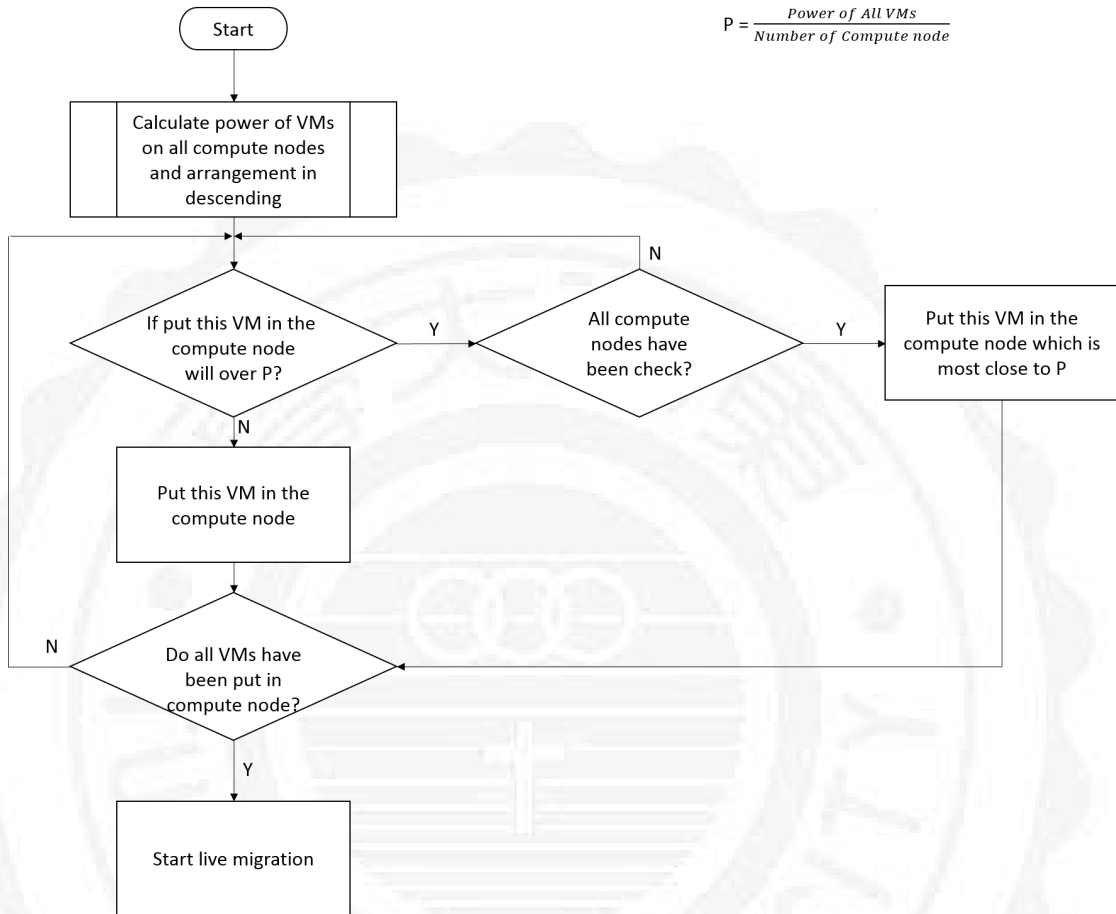 Start
P = Power of All VMs
Number of Compute node
Calculate power of VMs
on all compute nodes
and arrangement in
descending
N
If put this VM in the
compute node
will over P?
Y
All compute
nodes have
been check?
Y
Put this VM in the
compute node which is
most close to P
N
Put this VM in the
compute node
N
Do all VMs have
been put in
compute node?
Y
Start live migration